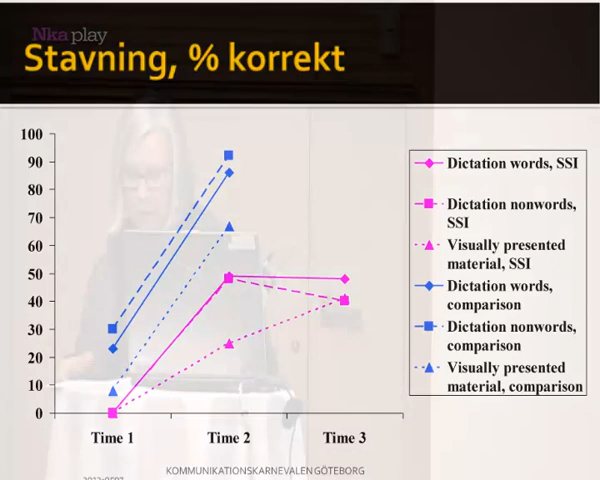 Nka play
Stavning, % korrekt
100
90
80
70
60
50
40
30
20
10
0
Time 1
Time 2
Time 3
Dictation words, SSI
Dictation nonwords,
SSI
Visually presented
material, SSI
Dictation words,
comparison
Dictation nonwords,
comparison
Visually presented
material, comparison
KOMMUNIKATIONSKARNEVALEN GÖTEBORG